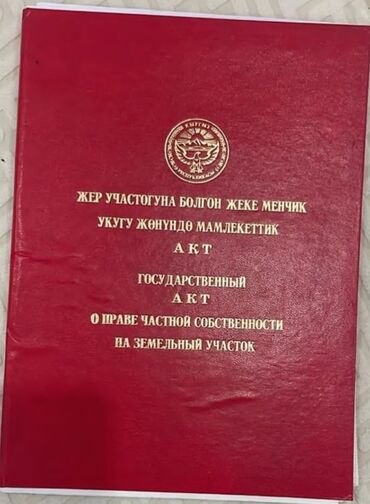 ЖЕР УЧАСТОГУНА БОЛГОН ЖЕКЕ МЕНЧИК
УКУГУ ЖӨНҮНДӨ МАМЛЕКЕТТИК
АКТ
ГОСУДАРСТВЕННЫЙ
АКТ
О ПРАВЕ ЧАСТНОЙ СОБСТВЕННОСТИ
НА ЗЕМЕЛЬНЫЙ УЧАСТОК